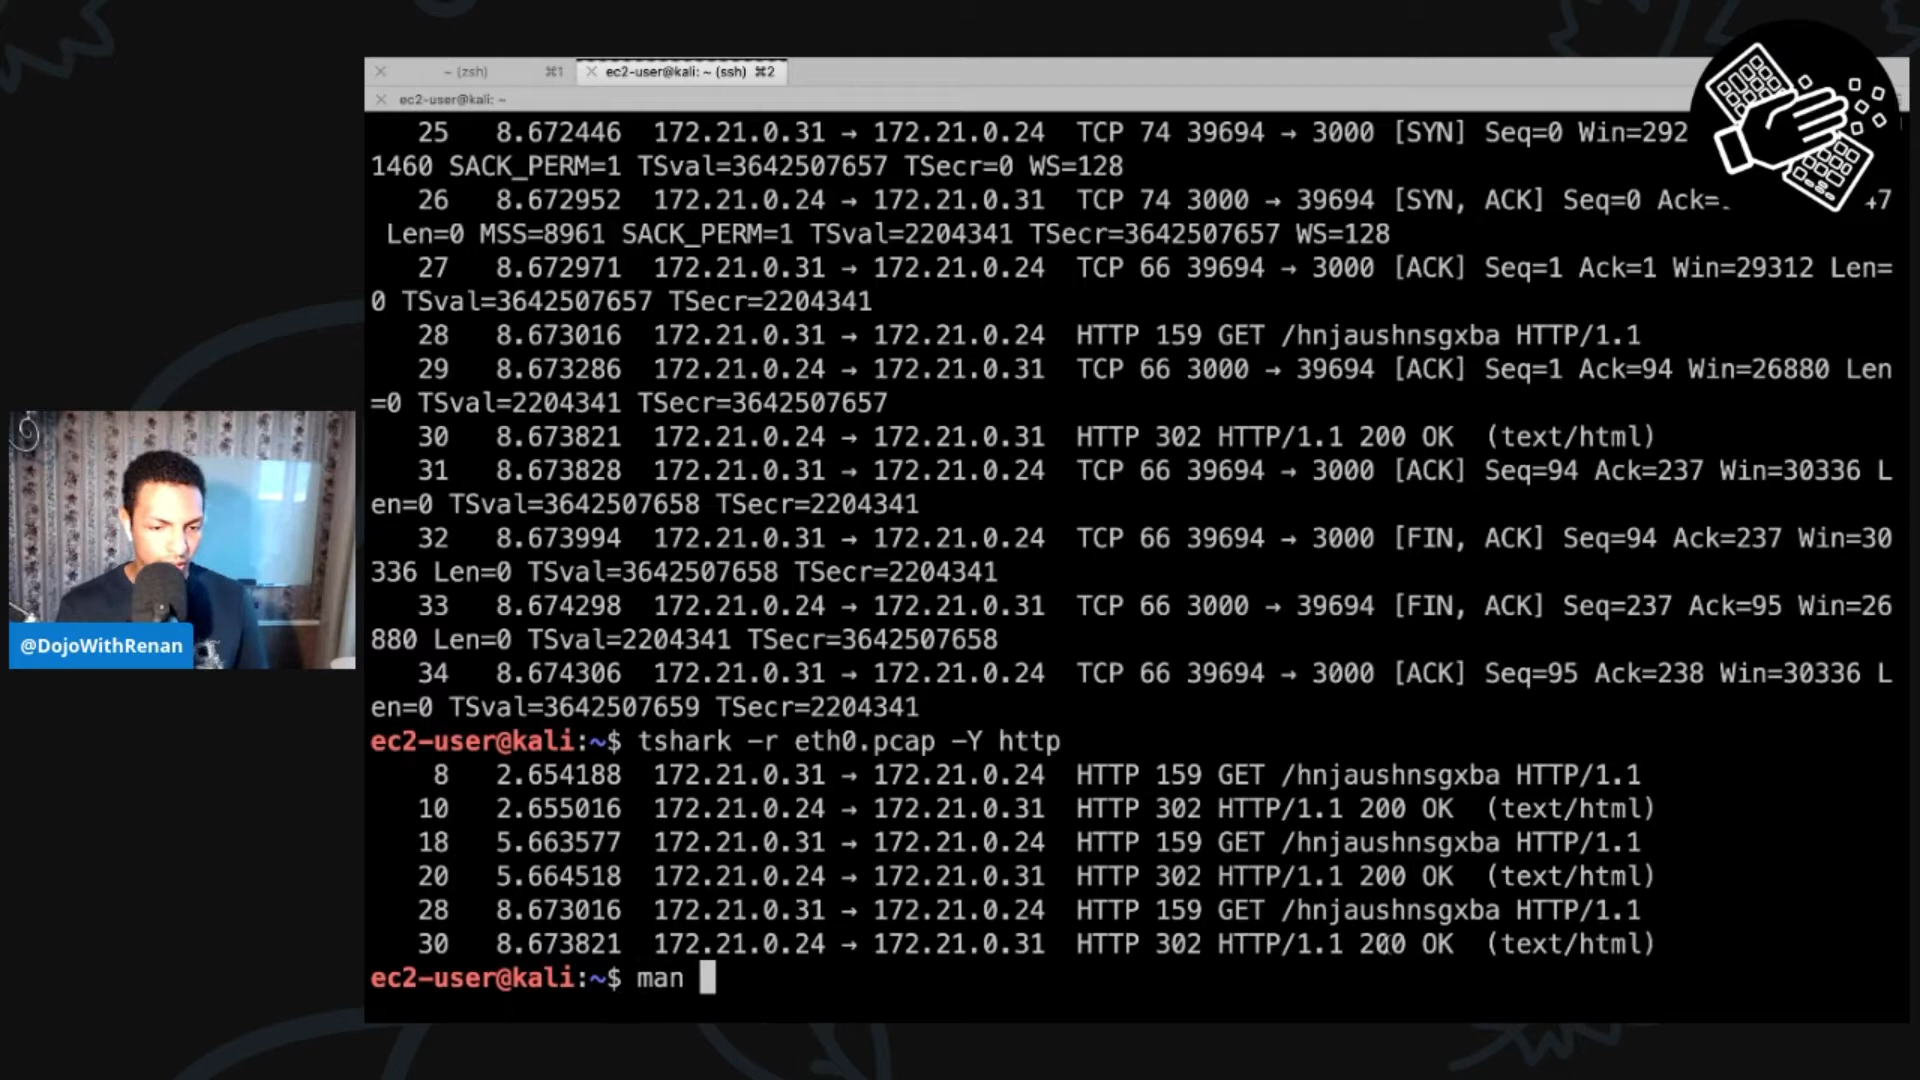 ~ (zsh) ⌘1 ec2-user@kali: ~ (ssh) ⌘2
ec2-user@kali: ~
25 8.672446 172.21.0.31 → 172.21.0.24 TCP 74 39694 → 3000 [SYN] Seq=0 Win=292
1460 SACK_PERM=1 TSval=3642507657 TSecr=0 WS=128
26 8.672952 172.21.0.24 → 172.21.0.31 TCP 74 3000 → 39694 [SYN, ACK] Seq=0 Ack=
Len=0 MSS=8961 SACK_PERM=1 TSval=2204341 TSecr=3642507657 WS=128
27 8.672971 172.21.0.31 → 172.21.0.24 TCP 66 39694 → 3000 [ACK] Seq=1 Ack=1 Win=29312 Len=
0 TSval=3642507657 TSecr=2204341
28 8.673016 172.21.0.31 → 172.21.0.24 HTTP 159 GET /hnjaushnsgxba HTTP/1.1
29 8.673286 172.21.0.24 → 172.21.0.31 TCP 66 3000 → 39694 [ACK] Seq=1 Ack=94 Win=26880 Len
=0 TSval=2204341 TSecr=3642507657
30 8.673821 172.21.0.24 → 172.21.0.31 HTTP 302 HTTP/1.1 200 OK (text/html)
31 8.673828 172.21.0.31 → 172.21.0.24 TCP 66 39694 → 3000 [ACK] Seq=94 Ack=237 Win=30336 L
en=0 TSval=3642507658 TSecr=2204341
32 8.673994 172.21.0.31 → 172.21.0.24 TCP 66 39694 → 3000 [FIN, ACK] Seq=94 Ack=237 Win=30
336 Len=0 TSval=3642507658 TSecr=2204341
33 8.674298 172.21.0.24 → 172.21.0.31 TCP 66 3000 → 39694 [FIN, ACK] Seq=237 Ack=95 Win=26
880 Len=0 TSval=2204341 TSecr=3642507658
34 8.674306 172.21.0.31 → 172.21.0.24 TCP 66 39694 → 3000 [ACK] Seq=95 Ack=238 Win=30336 L
en=0 TSval=3642507659 TSecr=2204341
ec2-user@kali:~$ tshark -r eth0.pcap -Y http
8 2.654188 172.21.0.31 → 172.21.0.24 HTTP 159 GET /hnjaushnsgxba HTTP/1.1
10 2.655016 172.21.0.24 → 172.21.0.31 HTTP 302 HTTP/1.1 200 OK (text/html)
18 5.663577 172.21.0.31 → 172.21.0.24 HTTP 159 GET /hnjaushnsgxba HTTP/1.1
20 5.664518 172.21.0.24 → 172.21.0.31 HTTP 302 HTTP/1.1 200 OK (text/html)
28 8.673016 172.21.0.31 → 172.21.0.24 HTTP 159 GET /hnjaushnsgxba HTTP/1.1
30 8.673821 172.21.0.24 → 172.21.0.31 HTTP 302 HTTP/1.1 200 OK (text/html)
ec2-user@kali:~$ man
@DojoWithRenan